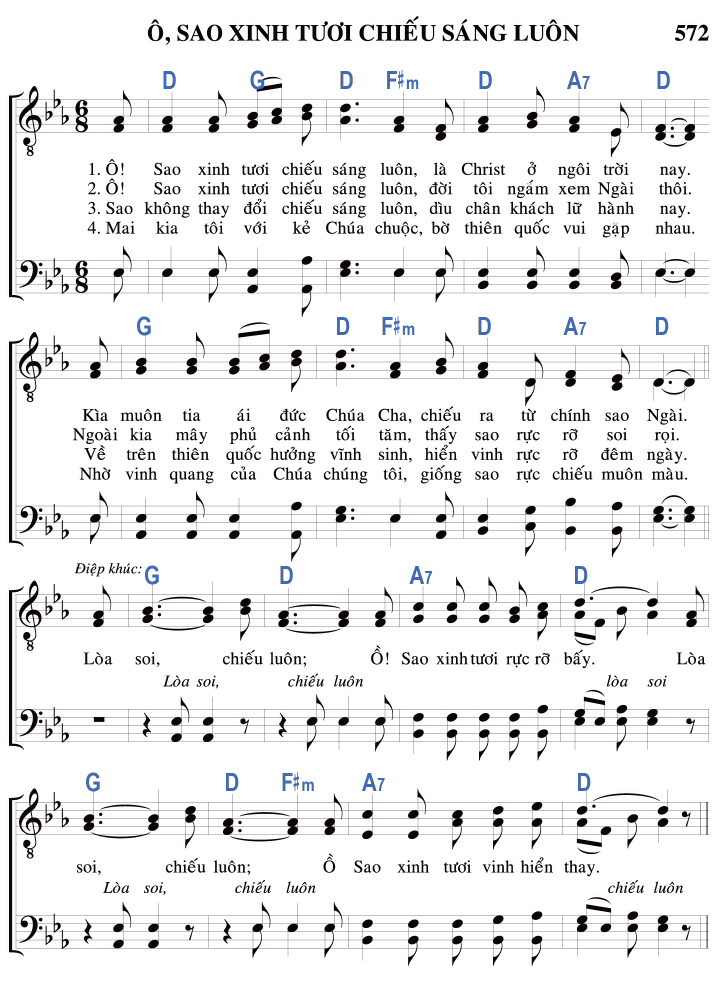 Ô, SAO XINH TƯƠI CHIẾU SÁNG LUÔN 572
D G D F♯m D A7 D
1. Ô! Sao xinh tươi chiếu sáng luôn, là Christ ở ngôi trời nay.
2. Ô! Sao xinh tươi chiếu sáng luôn, đời tôi ngắm xem Ngài thôi.
3. Sao không thay đổi chiếu sáng luôn, dìu chân khách lữ hành nay.
4. Mai kia tôi với kẻ Chúa chuộc, bờ thiên quốc vui gặp nhau.
G D F♯m D A7 D
Kìa muôn tia ái đức Chúa Cha, chiếu ra từ chính sao Ngài.
Ngoài kia mây phủ cảnh tối tăm, thấy sao rực rỡ soi rọi.
Về trên thiên quốc hưởng vĩnh sinh, hiển vinh rực rỡ đêm ngày.
Nhờ vinh quang của Chúa chúng tôi, giống sao rực chiếu muôn màu.
Điệp khúc: G D A7 D
Lòa soi, chiếu luôn; Ồ! Sao xinh tươi rực rỡ bấy. Lòa
Lòa soi, chiếu luôn lòa soi
G D F♯m A7 D
soi, chiếu luôn; Ồ Sao xinh tươi vinh hiển thay.
Lòa soi, chiếu luôn chiếu luôn